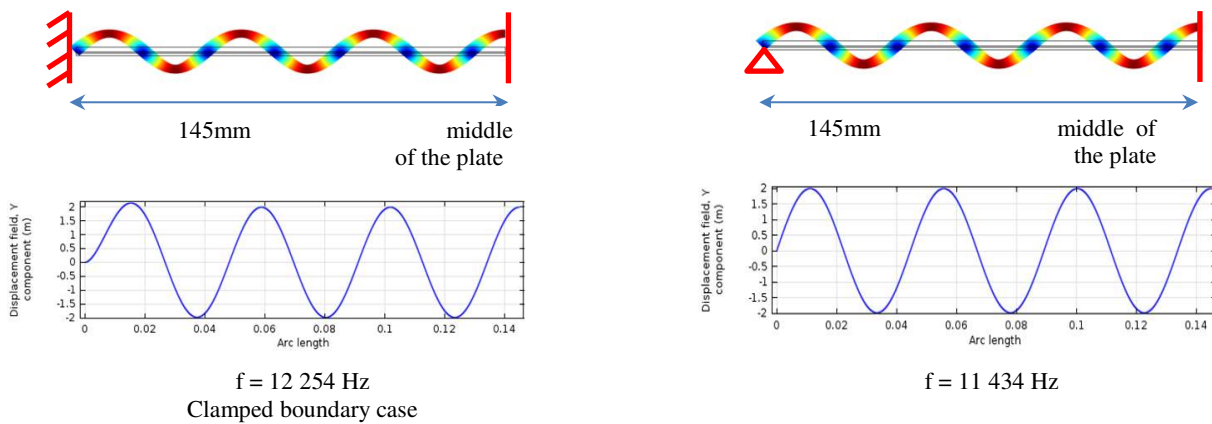 145mm
middle
of the plate
145mm
middle of
the plate
Displacement field, Y
component (m)
2
1.5
1
0.5
0
-0.5
-1
-1.5
-2
0
0.02
0.04
0.06
0.08
0.1
0.12
0.14
Arc length
Displacement field, Y
component (m)
2
1.5
1
0.5
0
-0.5
-1
-1.5
-2
0
0.02
0.04
0.06
0.08
0.1
0.12
0.14
Arc length
f = 12 254 Hz
Clamped boundary case
f = 11 434 Hz